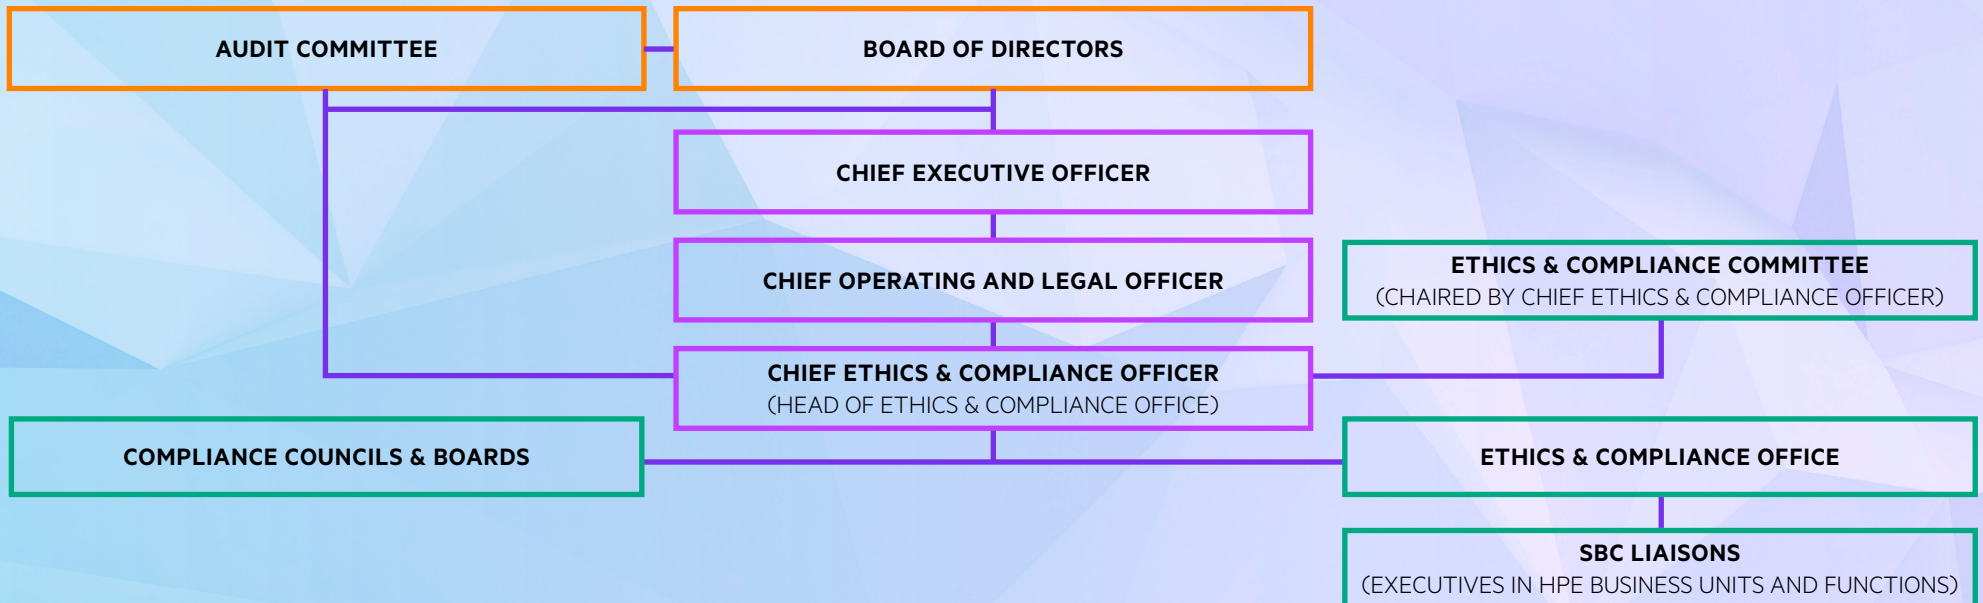 AUDIT COMMITTEE
BOARD OF DIRECTORS
CHIEF EXECUTIVE OFFICER
CHIEF OPERATING AND LEGAL OFFICER
ETHICS & COMPLIANCE COMMITTEE
(CHAIRED BY CHIEF ETHICS & COMPLIANCE OFFICER)
CHIEF ETHICS & COMPLIANCE OFFICER
(HEAD OF ETHICS & COMPLIANCE OFFICE)
COMPLIANCE COUNCILS & BOARDS
ETHICS & COMPLIANCE OFFICE
SBC LIAISONS
(EXECUTIVES IN HPE BUSINESS UNITS AND FUNCTIONS)